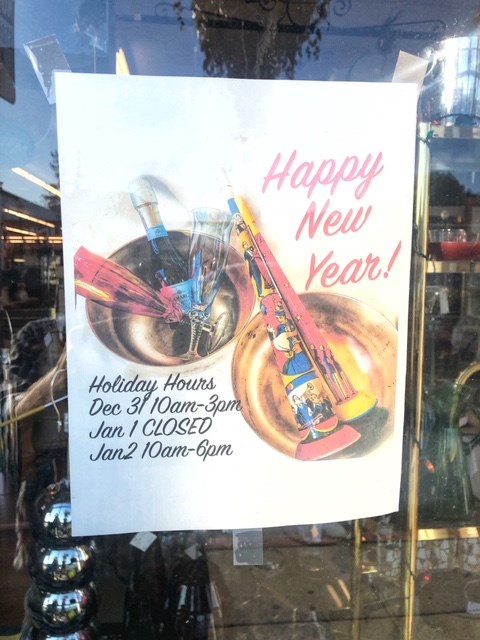 Happy
New
Year!
Holiday Hours
Dec 31 10am-3pm
Jan 1 CLOSED
Jan2 10am-6pm